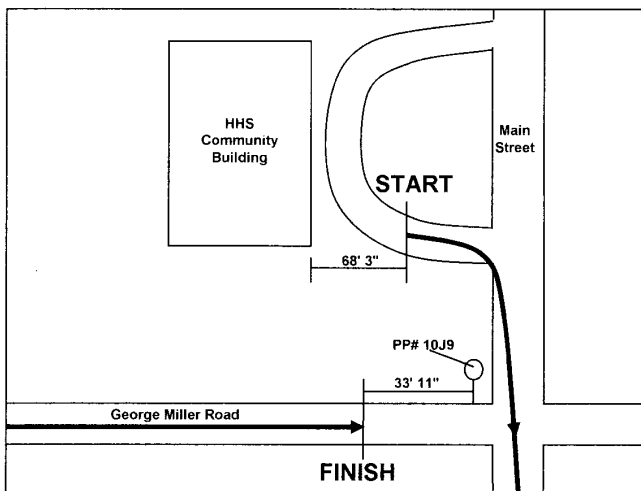 HHS
Community
Building
Main
Street
START
68' 3"
PP# 10J9
33' 11"
George Miller Road
FINISH